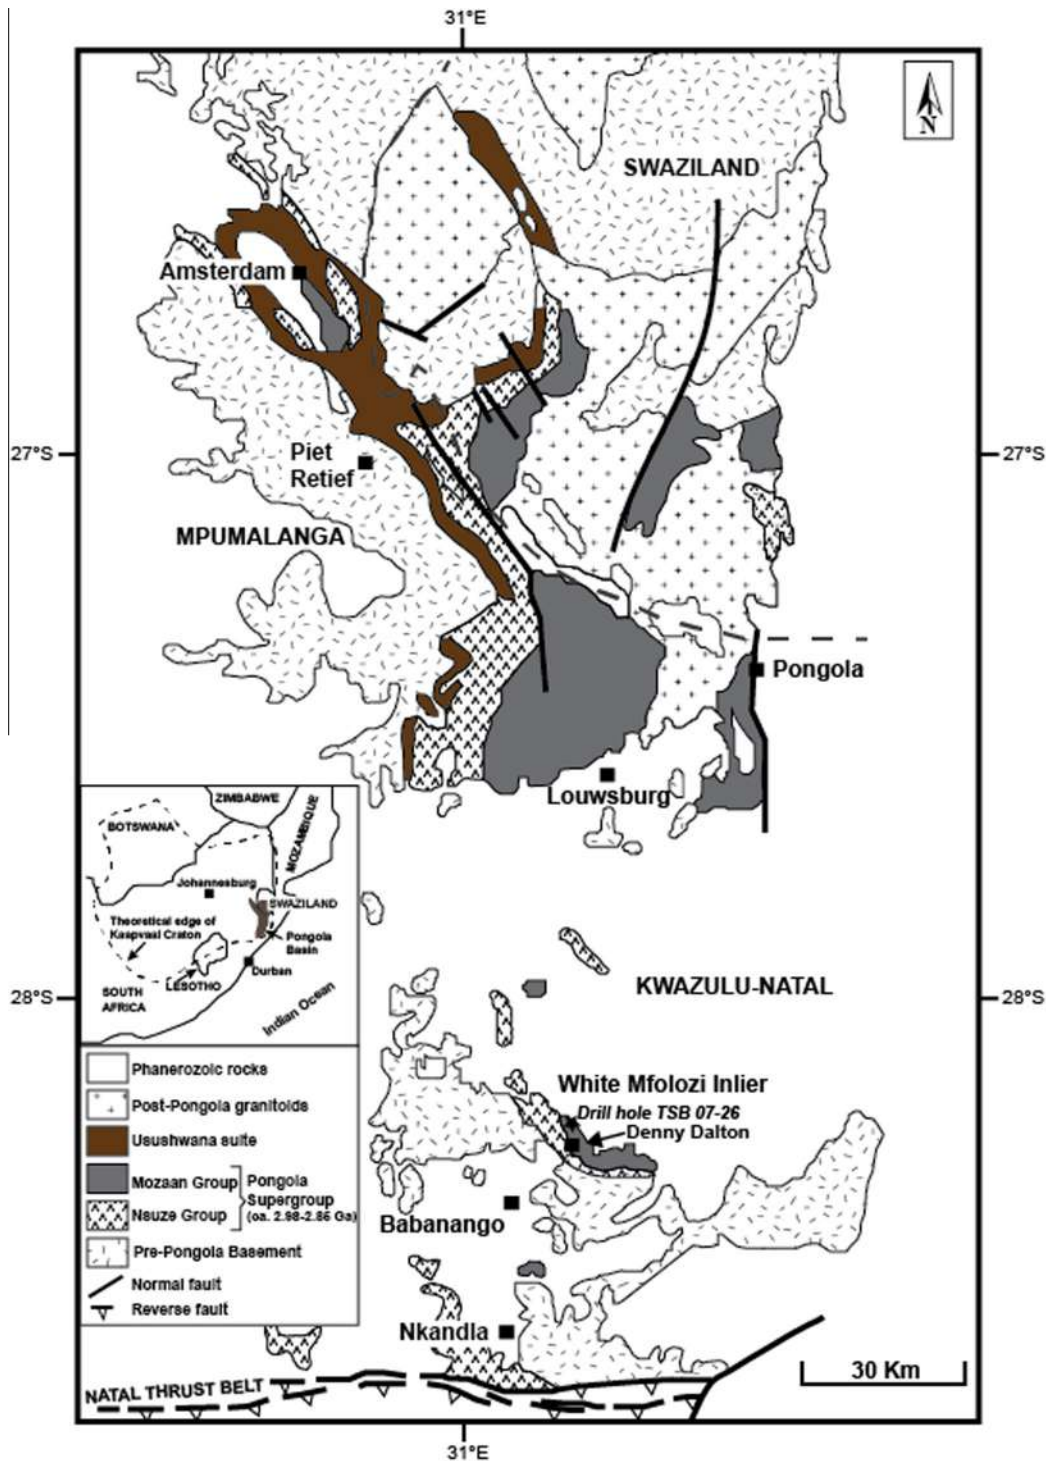 31°E
N
SWAZILAND
Amsterdam
27°S
27°S
Piet
Retief
MPUMALANGA
Pongola
Louwsburg
ZIMBABWE
BOTSWANA
MOZAMBIQUE
Johannesburg
SWAZILAND
Theoretical edge of
Kaapvaal Craton
Pongola
Basin
Durban
LESOTHO
SOUTH
AFRICA
Indian Ocean
28°S
28°S
KWAZULU-NATAL
White Mfolozi Inlier
Drill hole TSB 07-26
Denny Dalton
Babanango
Nkandla
Phanerozoic rocks
Post-Pongola granitoids
Usushwana suite
Mozaan Group
Nsuze Group
Pongola
Supergroup
(ca. 2.98-2.86 Ga)
Pre-Pongola Basement
Normal fault
Reverse fault
NATAL THRUST BELT
30 Km
31°E